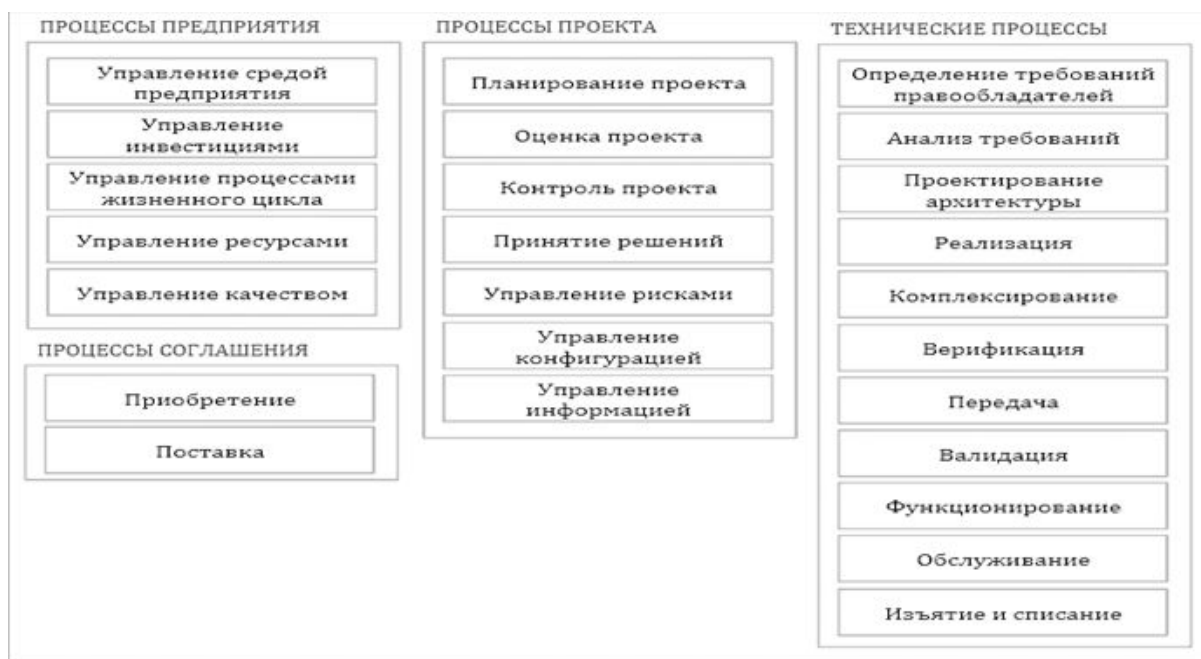 ПРОЦЕССЫ ПРЕДПРИЯТИЯ
Управление средой
предприятия
Управление
инвестициями
Управление процессами
жизненного цикла
Управление ресурсами
Управление качеством
ПРОЦЕССЫ СОГЛАШЕНИЯ
Приобретение
Поставка
ПРОЦЕССЫ ПРОЕКТА
Планирование проекта
Оценка проекта
Контроль проекта
Принятие решений
Управление рисками
Управление
конфигурацией
Управление
информацией
ТЕХНИЧЕСКИЕ ПРОЦЕССЫ
Определение требований
правообладателей
Анализ требований
Проектирование
архитектуры
Реализация
Комплексирование
Верификация
Передача
Валидация
Функционирование
Обслуживание
Изъятие и списание